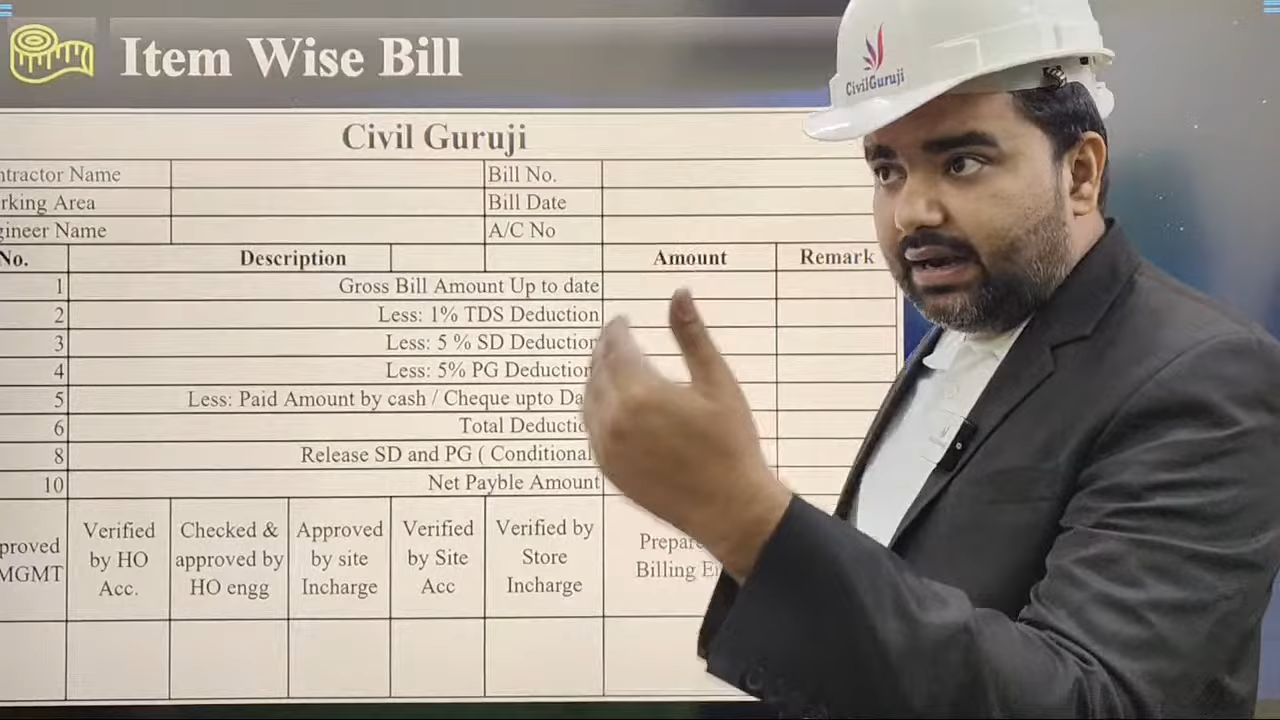 Item Wise Bill
CivilGuruji
Civil Guruji
ntractor Name Bill No.
rking Area Bill Date
gineer Name A/C No
No. Description Amount Remark
1 Gross Bill Amount Up to date
2 Less: 1% TDS Deduction
3 Less: 5 % SD Deduction
4 Less: 5% PG Deduction
5 Less: Paid Amount by cash / Cheque upto Da
6 Total Deductio
8 Release SD and PG ( Conditional
10 Net Payble Amount
proved MGMT Verified by HO Acc. Checked & approved by HO engg Approved by site Incharge Verified by Site Acc Verified by Store Incharge Prepare Billing En